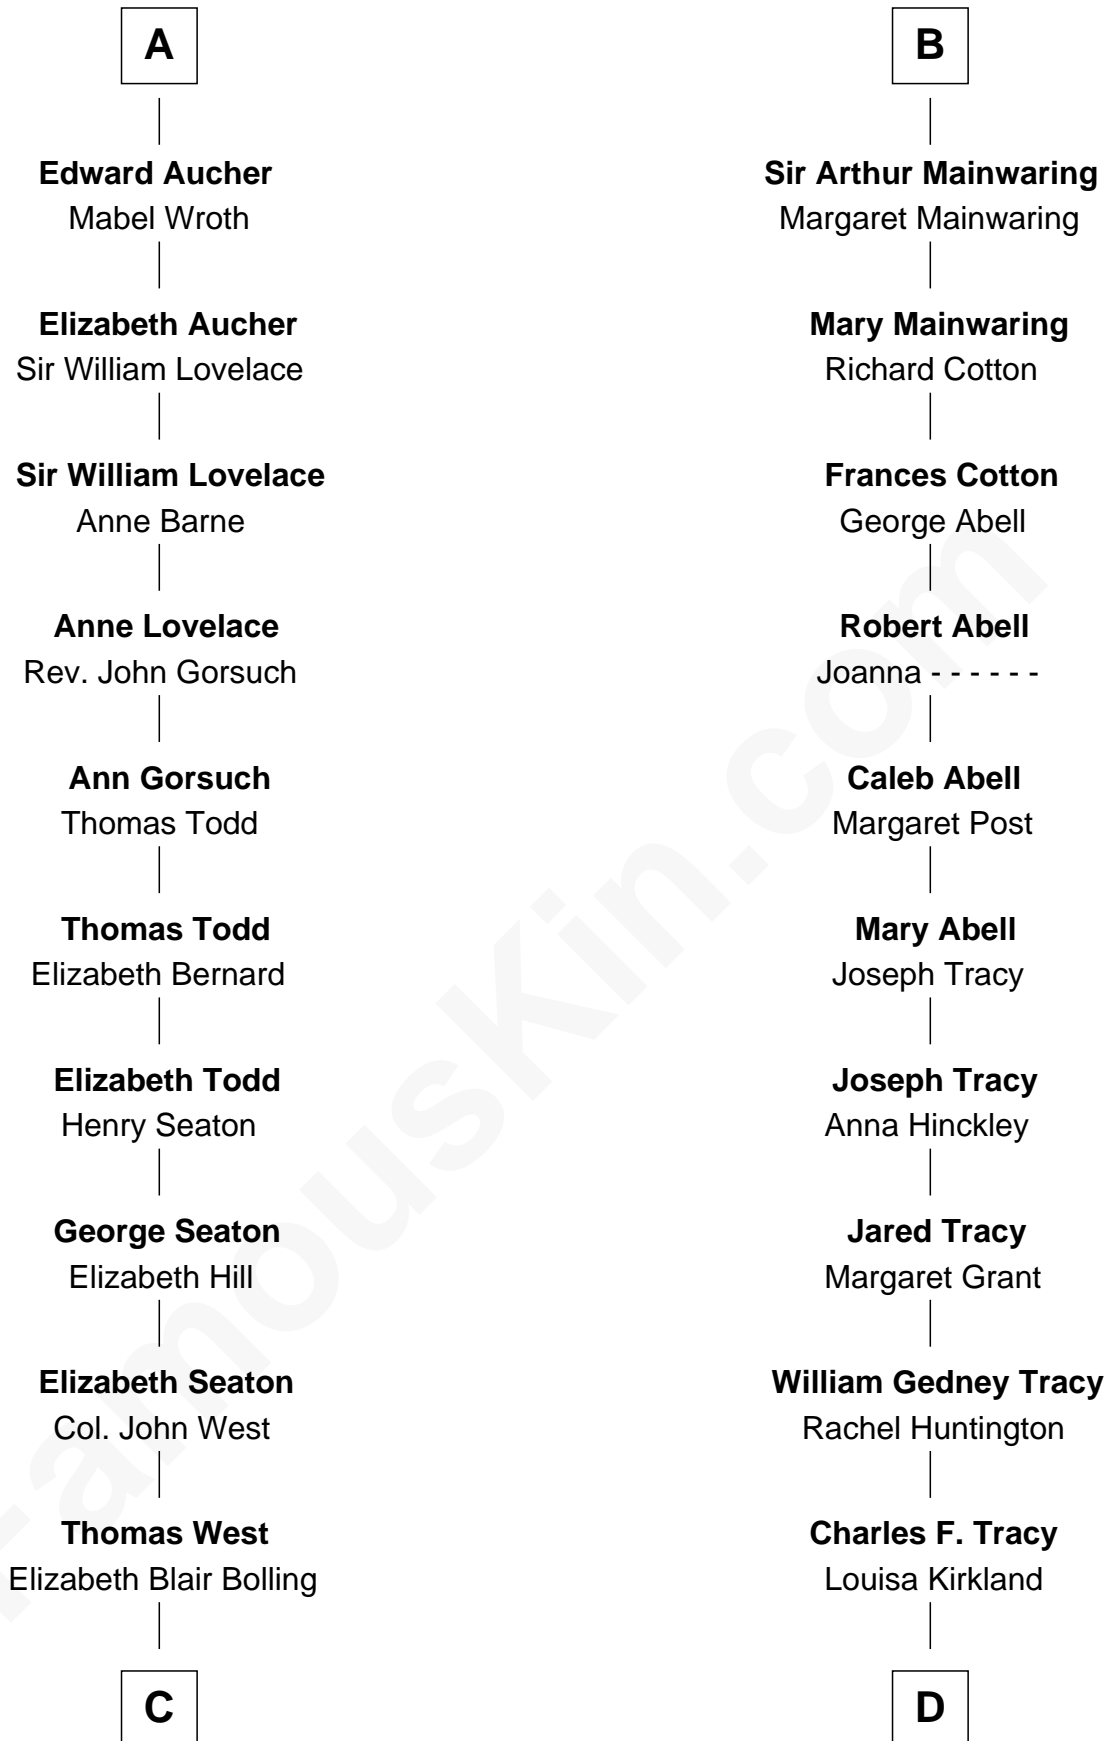 A
Edward Aucher
Mabel Wroth
Elizabeth Aucher
Sir William Lovelace
Sir William Lovelace
Anne Barne
Anne Lovelace
Rev. John Gorsuch
Ann Gorsuch
Thomas Todd
Thomas Todd
Elizabeth Bernard
Elizabeth Todd
Henry Seaton
George Seaton
Elizabeth Hill
Elizabeth Seaton
Col. John West
Thomas West
Elizabeth Blair Bolling
C
B
Sir Arthur Mainwaring
Margaret Mainwaring
Mary Mainwaring
Richard Cotton
Frances Cotton
George Abell
Robert Abell
Joanna - - - - - -
Caleb Abell
Margaret Post
Mary Abell
Joseph Tracy
Joseph Tracy
Anna Hinckley
Jared Tracy
Margaret Grant
William Gedney Tracy
Rachel Huntington
Charles F. Tracy
Louisa Kirkland
D
FamousKin.com